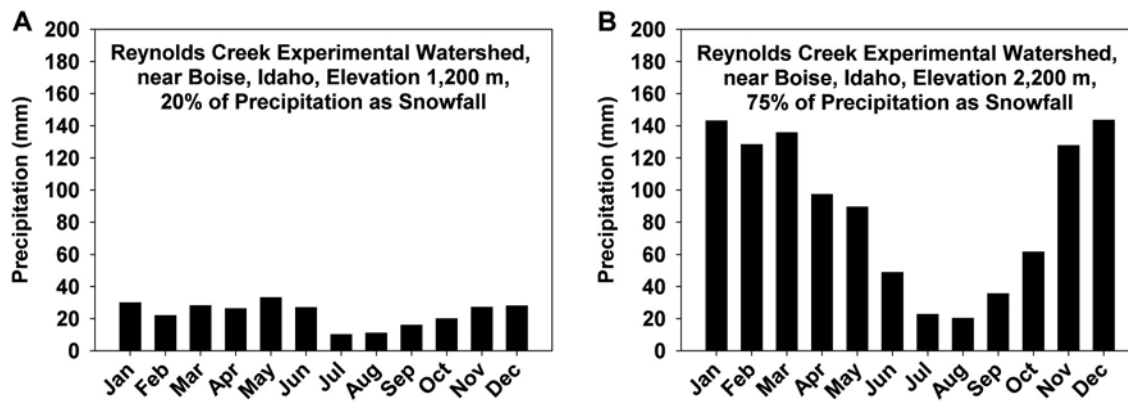 A
Reynolds Creek Experimental Watershed,
near Boise, Idaho, Elevation 1,200 m,
20% of Precipitation as Snowfall
Precipitation (mm)
200
180
160
140
120
100
80
60
40
20
0
Jan Feb Mar Apr May Jun Jul Aug Sep Oct Nov Dec
B
Reynolds Creek Experimental Watershed,
near Boise, Idaho, Elevation 2,200 m,
75% of Precipitation as Snowfall
Precipitation (mm)
200
180
160
140
120
100
80
60
40
20
0
Jan Feb Mar Apr May Jun Jul Aug Sep Oct Nov Dec